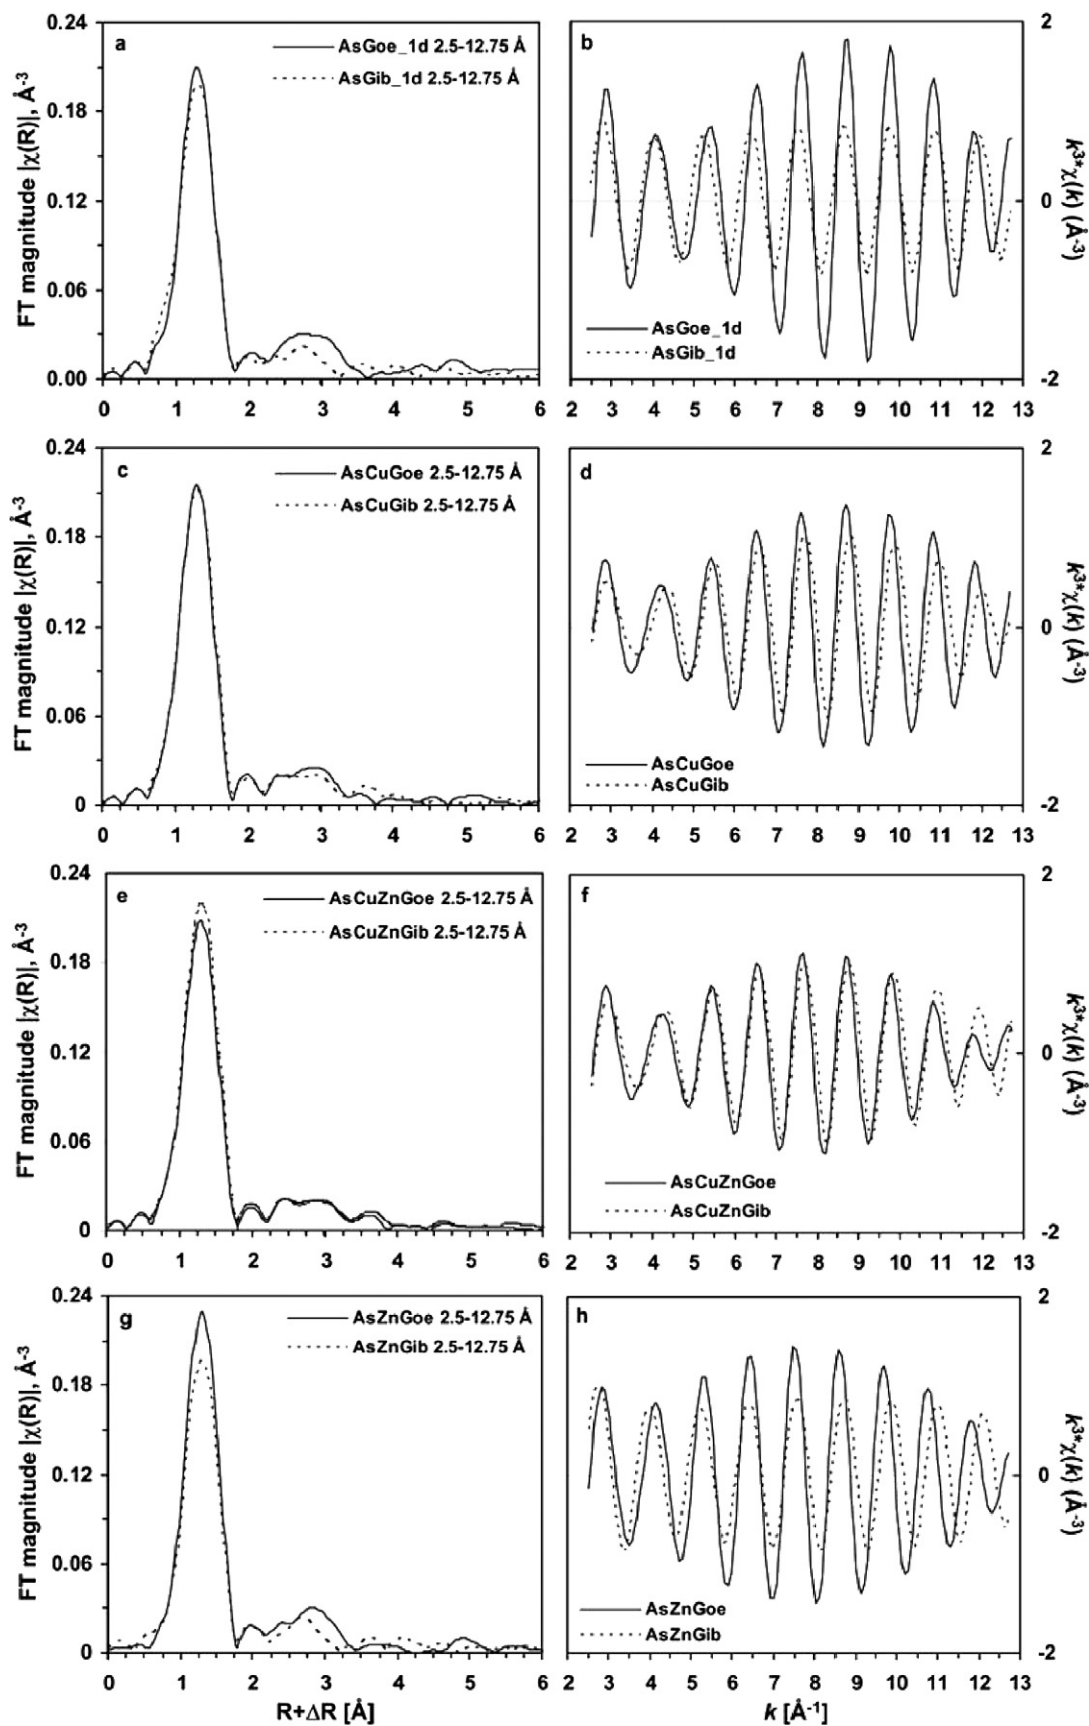 a
AsGoe_1d 2.5-12.75 Å
AsGib_1d 2.5-12.75 Å
FT magnitude |χ(R)|, Å-3
0.24
0.18
0.12
0.06
0.00
0 1 2 3 4 5 6
b
AsGoe_1d
AsGib_1d
2
0
-2
k3*χ(k) (Å-3)
2 3 4 5 6 7 8 9 10 11 12 13
c
AsCuGoe 2.5-12.75 Å
AsCuGib 2.5-12.75 Å
FT magnitude |χ(R)|, Å-3
0.24
0.18
0.12
0.06
0
0 1 2 3 4 5 6
d
AsCuGoe
AsCuGib
2
0
-2
k3*χ(k) (Å-3)
2 3 4 5 6 7 8 9 10 11 12 13
e
AsCuZnGoe 2.5-12.75 Å
AsCuZnGib 2.5-12.75 Å
FT magnitude |χ(R)|, Å-3
0.24
0.18
0.12
0.06
0
0 1 2 3 4 5 6
f
AsCuZnGoe
AsCuZnGib
2
0
-2
k3*χ(k) (Å-3)
2 3 4 5 6 7 8 9 10 11 12 13
g
AsZnGoe 2.5-12.75 Å
AsZnGib 2.5-12.75 Å
FT magnitude |χ(R)|, Å-3
0.24
0.18
0.12
0.06
0
0 1 2 3 4 5 6
R+ΔR [Å]
h
AsZnGoe
AsZnGib
2
0
-2
k3*χ(k) (Å-3)
2 3 4 5 6 7 8 9 10 11 12 13
k [Å-1]